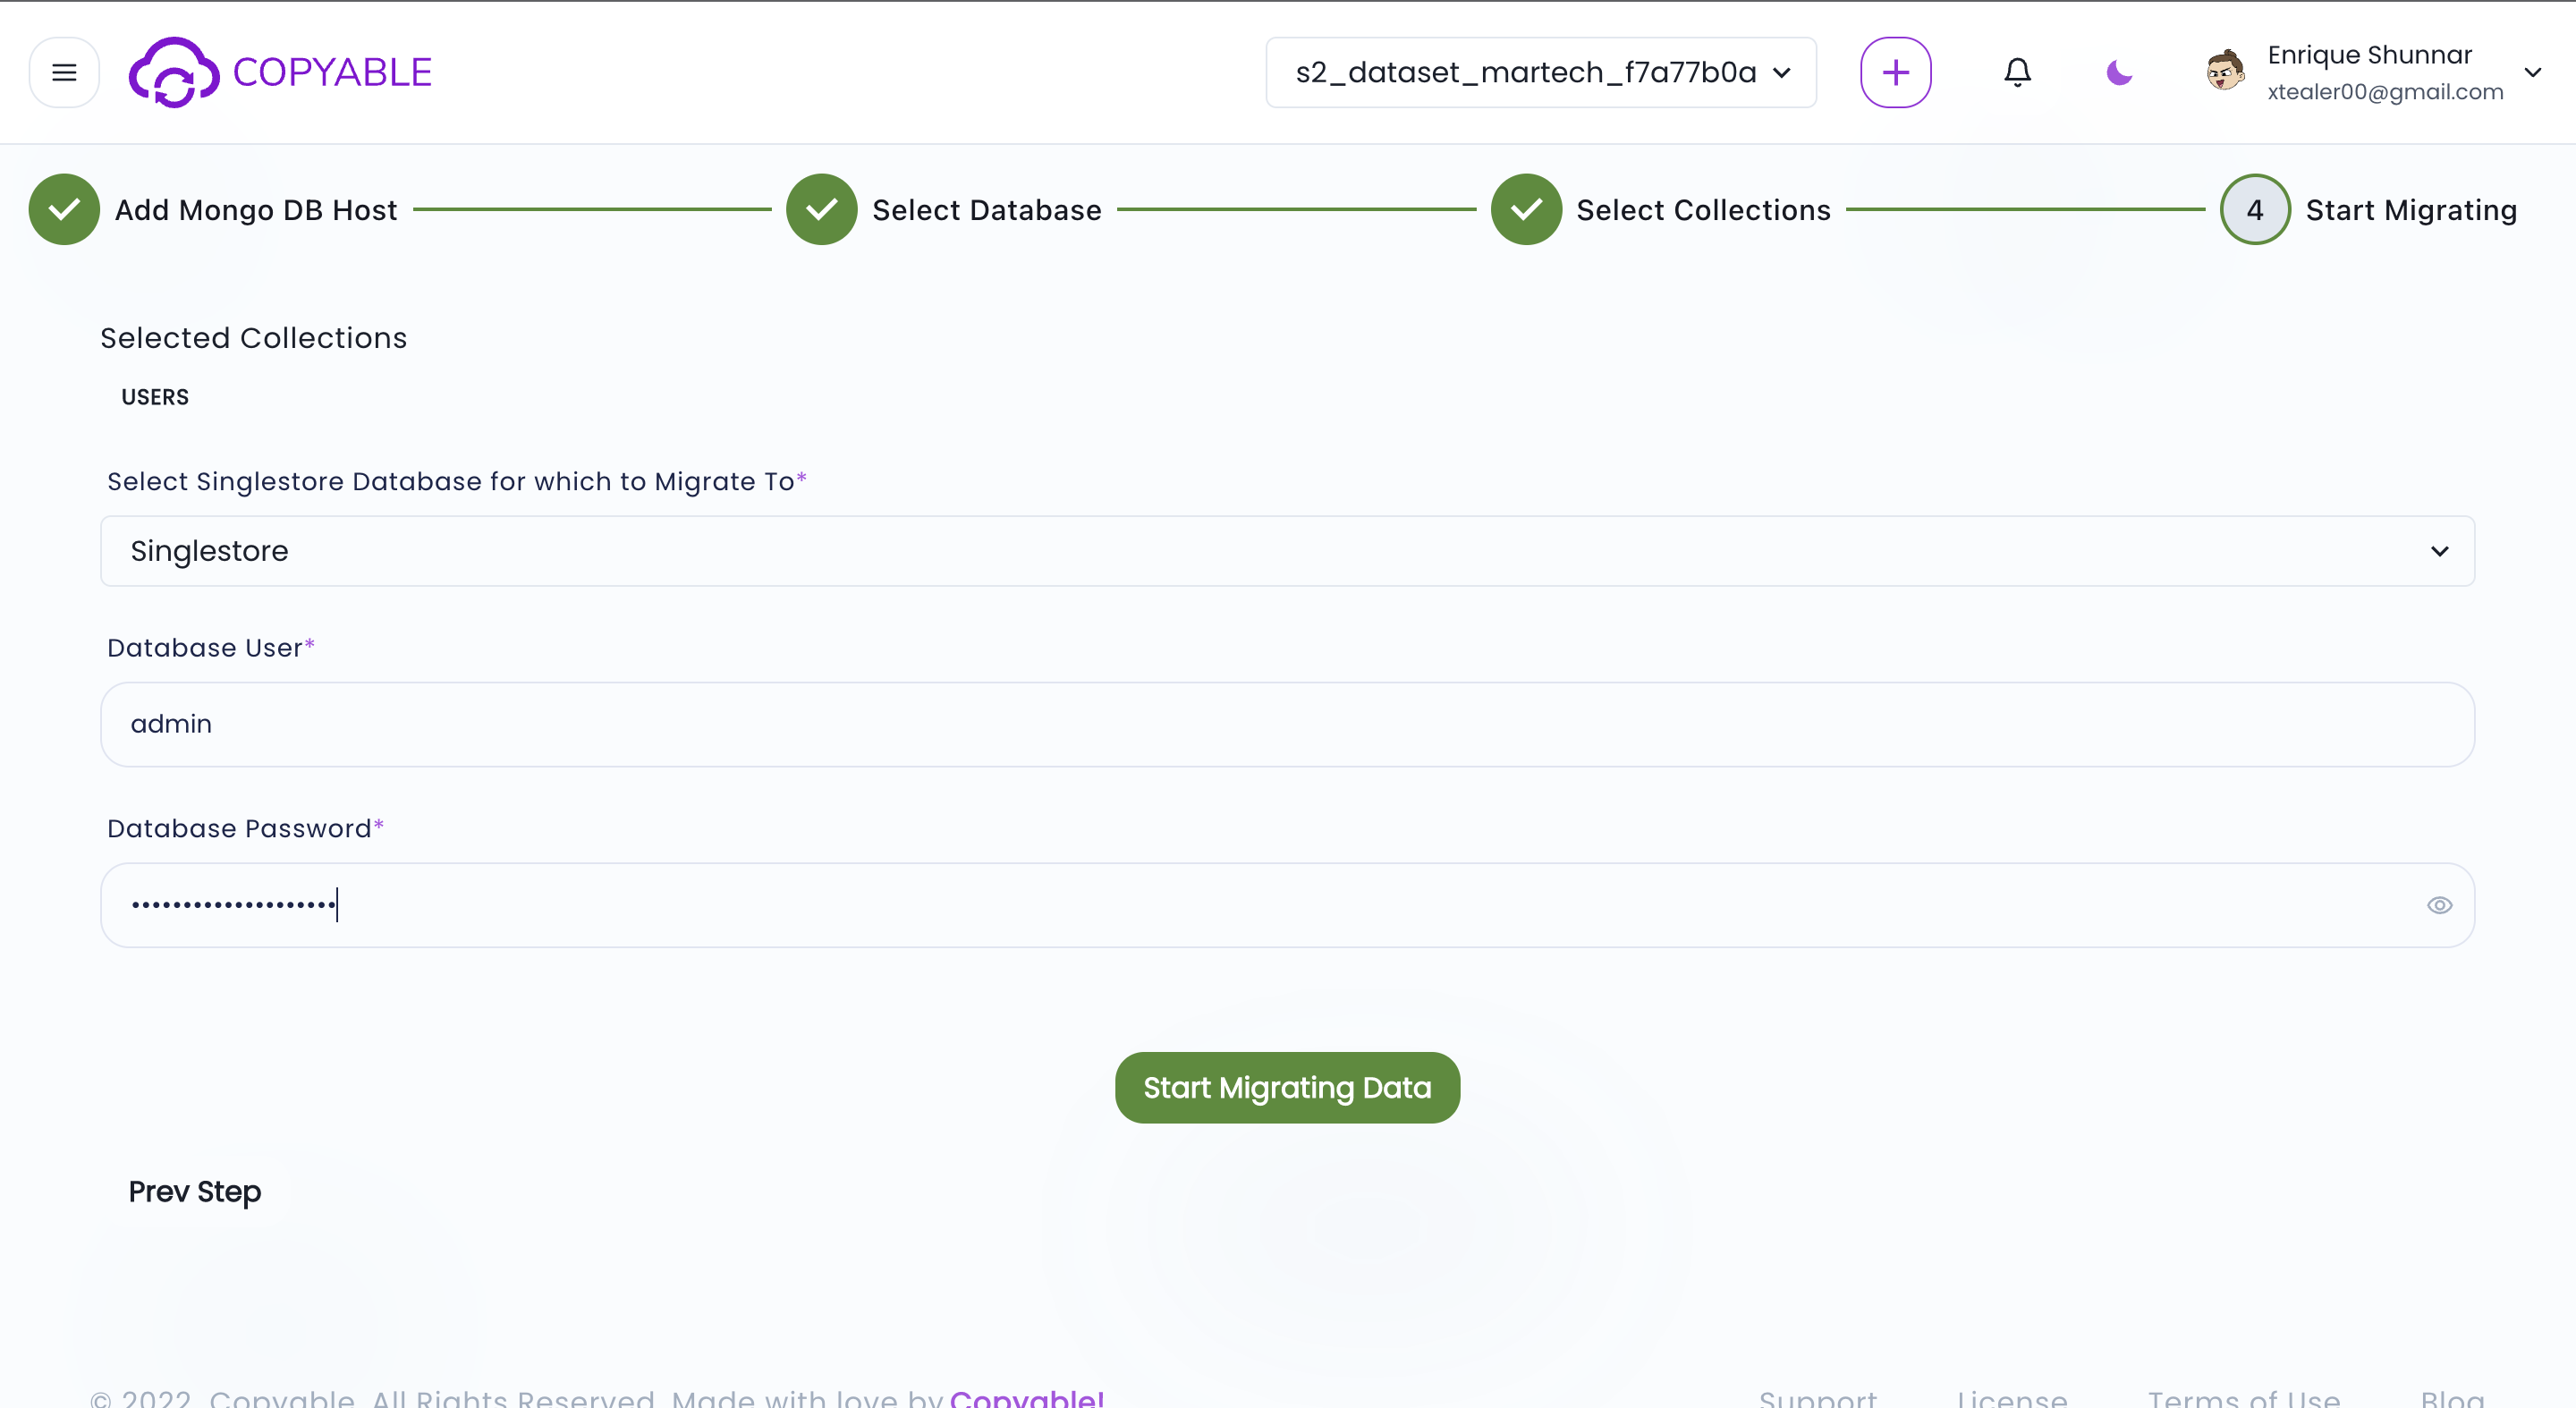 COPYABLE
s2_dataset_martech_f7a77b0a
Enrique Shunnar
xtealer00@gmail.com
Add Mongo DB Host
Select Database
Select Collections
4 Start Migrating
Selected Collections
USERS
Select Singlestore Database for which to Migrate To*
Singlestore
Database User*
admin
Database Password*
Start Migrating Data
Prev Step
© 2022, Copyable. All Rights Reserved. Made with love by Copyable!
Support License Terms of Use Blog